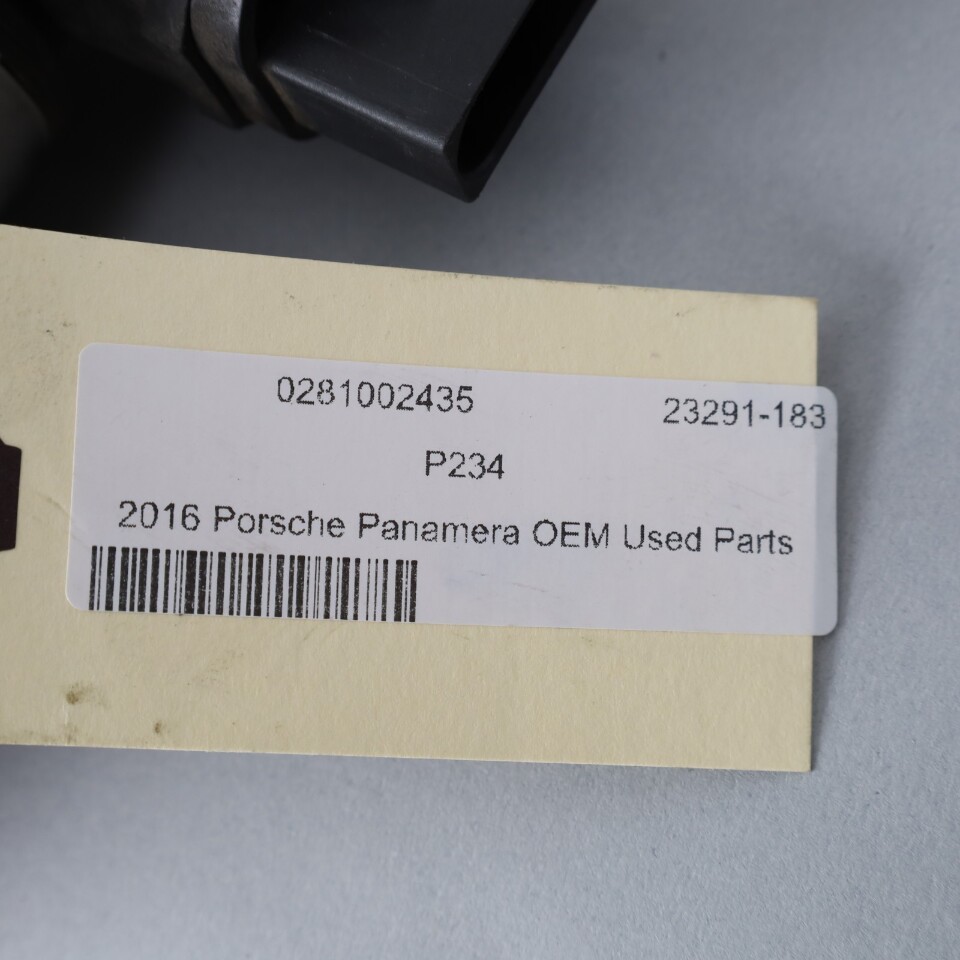 0281002435 23291-183
P234
2016 Porsche Panamera OEM Used Parts